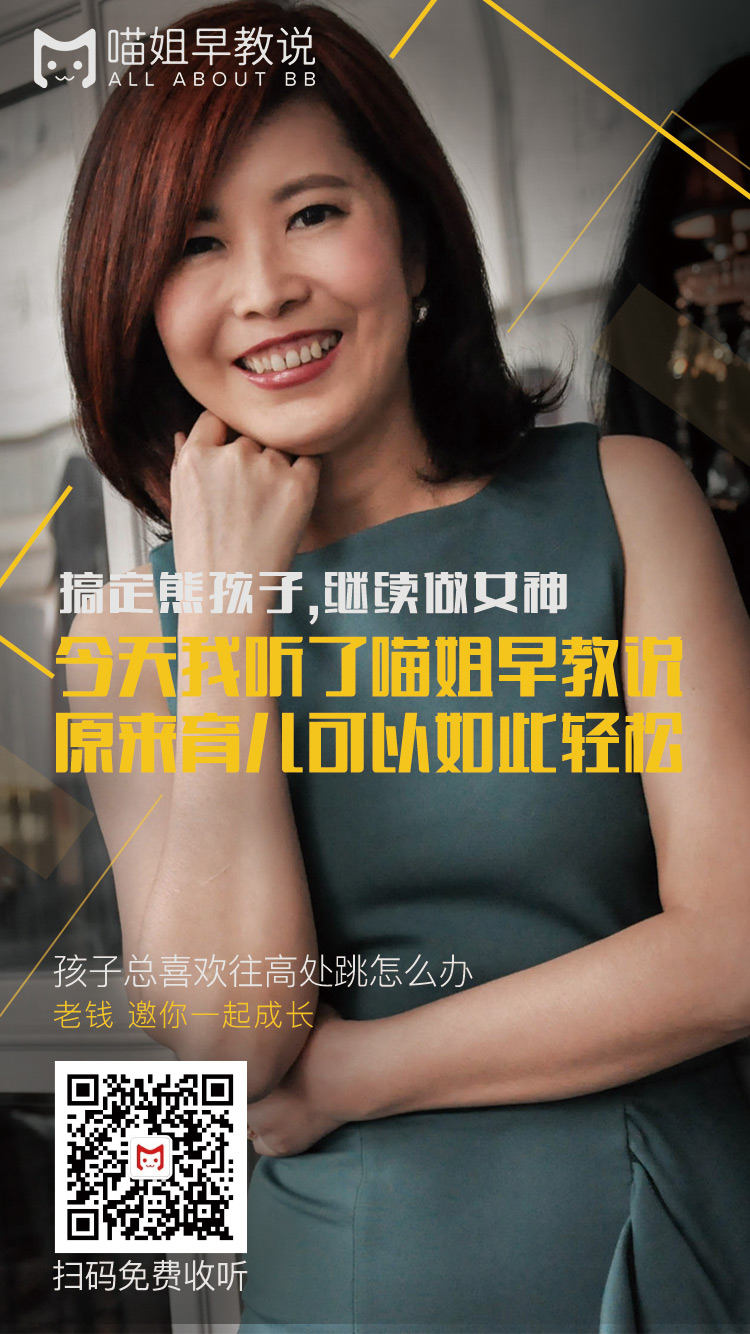 喵姐早教说
ALL ABOUT BB
搞定熊孩子,继续做女神
今天我听了喵姐早教说
原来育儿可以如此轻松
孩子总喜欢往高处跳怎么办
老钱 邀你一起成长
扫码免费收听